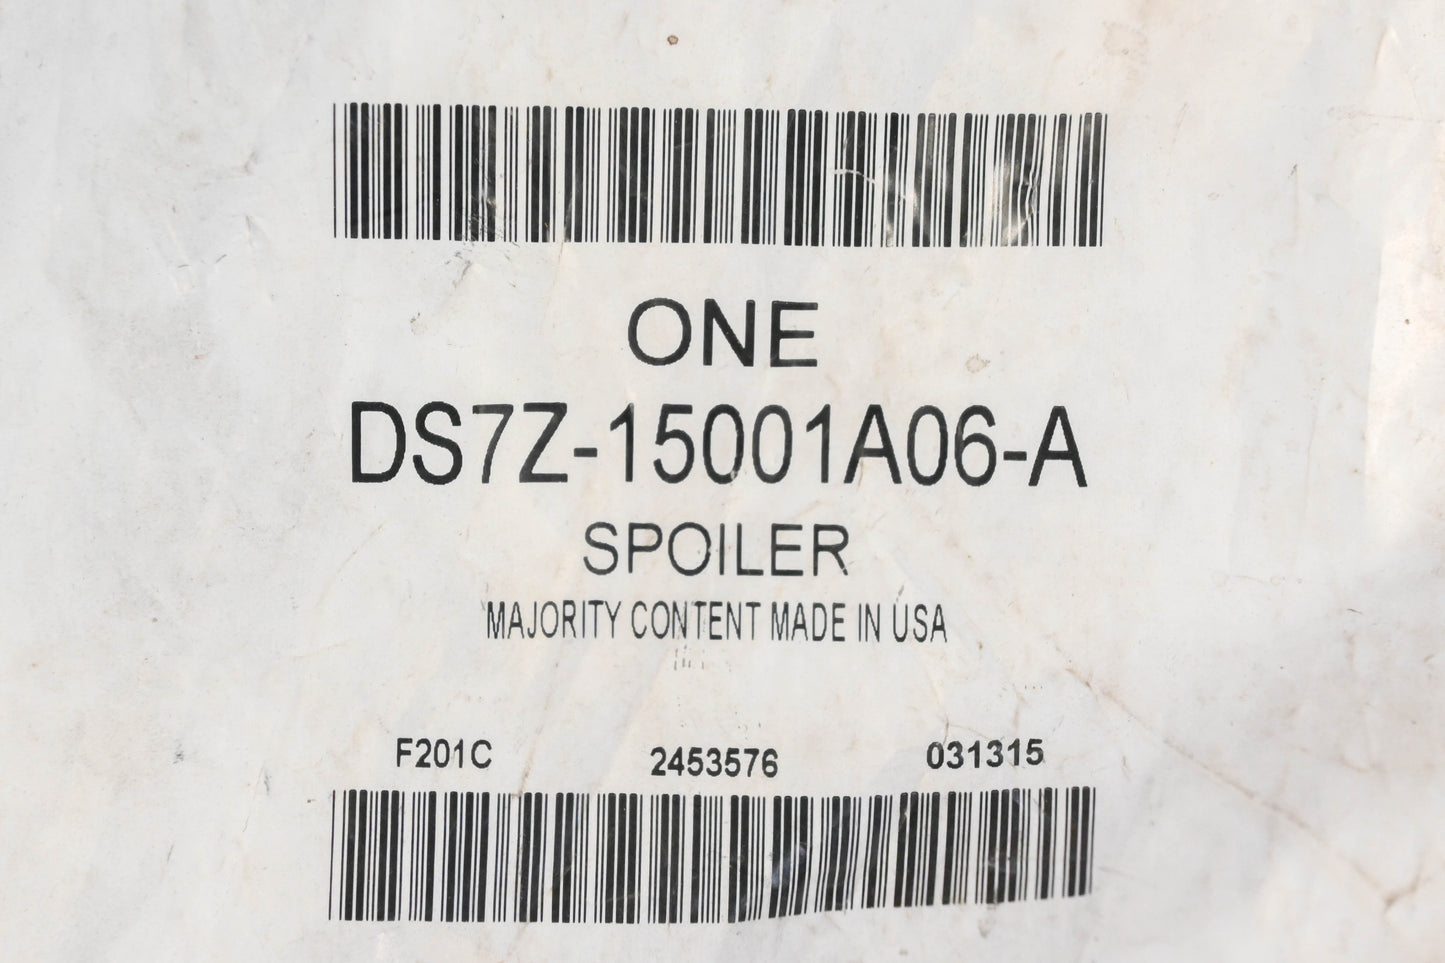 ONE
DS7Z-15001A06-A
SPOILER
MAJORITY CONTENT MADE IN USA
F201C 2453576 031315